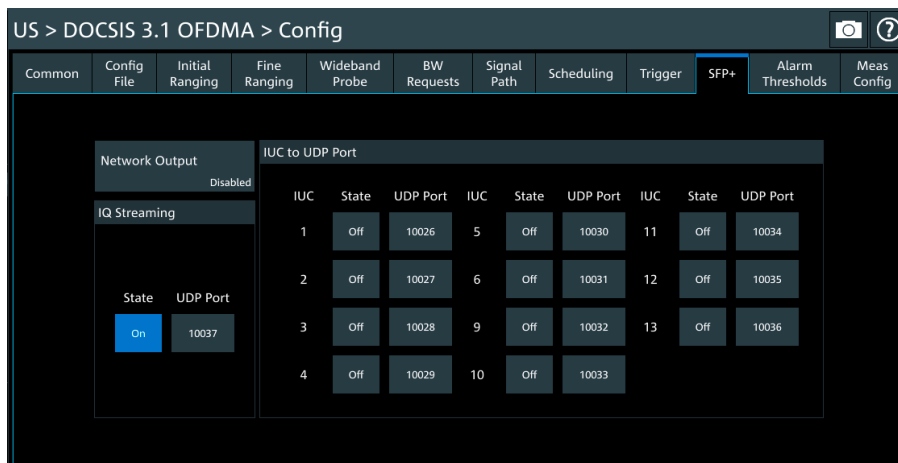 US > DOCSIS 3.1 OFDMA > Config
?
Common
Config
File
Initial
Ranging
Fine
Ranging
Wideband
Probe
BW
Requests
Signal
Path
Scheduling
Trigger
SFP+
Alarm
Thresholds
Meas
Config
Network Output
Disabled
IQ Streaming
State UDP Port
On 10037
IUC to UDP Port
IUC State UDP Port IUC State UDP Port IUC State UDP Port
1 Off 10026 5 Off 10030 11 Off 10034
2 Off 10027 6 Off 10031 12 Off 10035
3 Off 10028 9 Off 10032 13 Off 10036
4 Off 10029 10 Off 10033